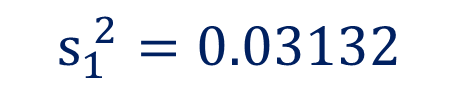 s₁² = 0.03132